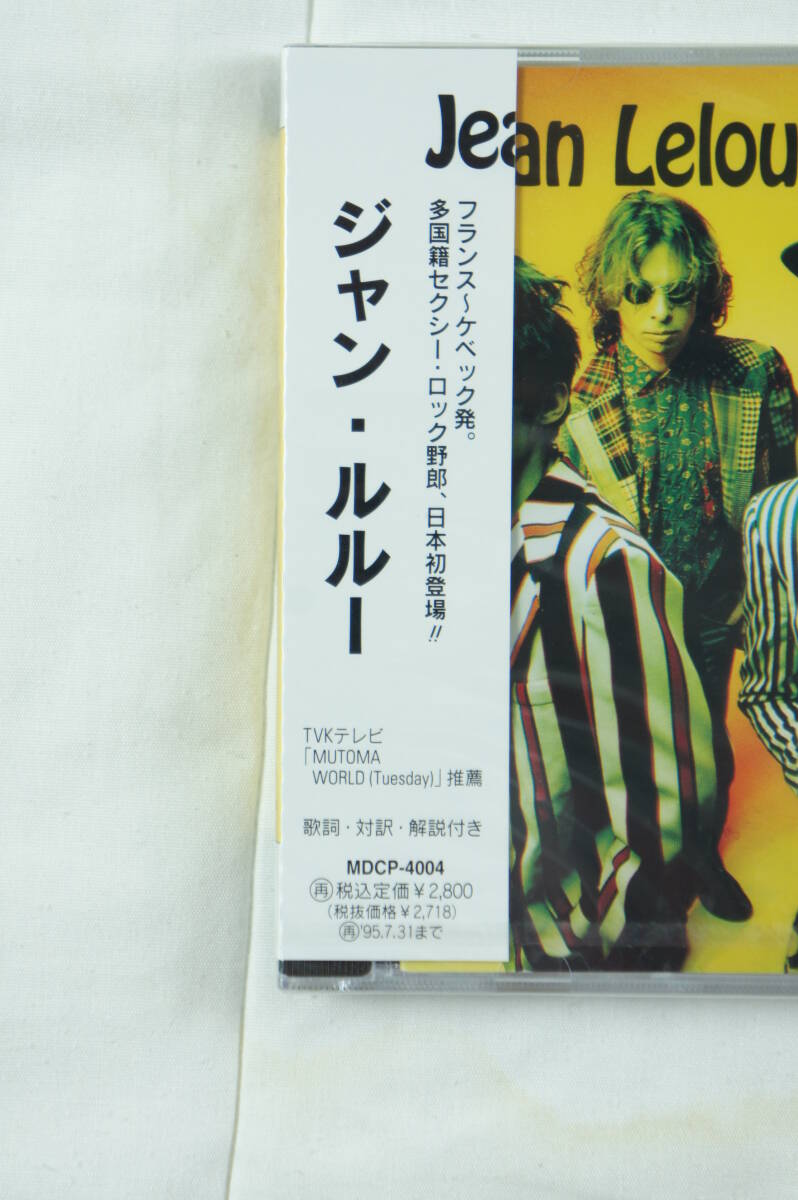 Jean Lelou
ジャン・ルルー
フランス〜ケベック発。
多国籍セクシー・ロック野郎、日本初登場!!
TVKテレビ
「MUTOMA
WORLD (Tuesday)」推薦
歌詞・対訳・解説付き
MDCP-4004
㊢税込定価￥2,800
(税抜価格￥2,718)
再'95.7.31まで